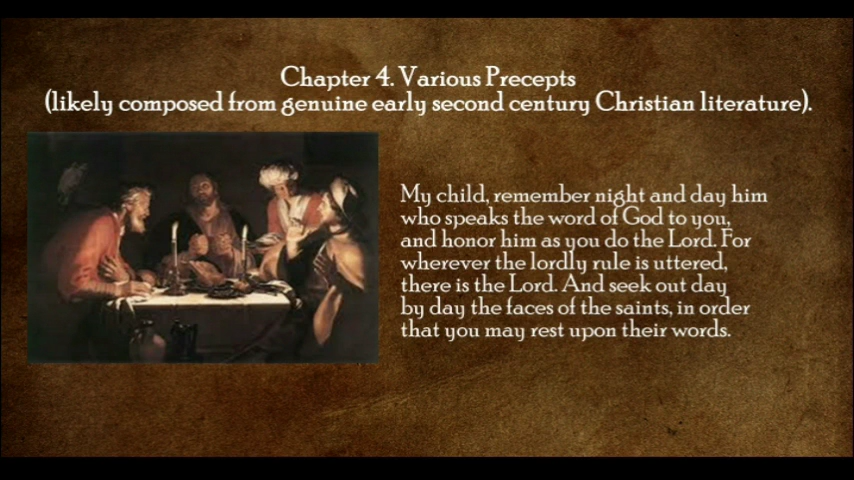 Chapter 4. Various Precepts
(likely composed from genuine early second century Christian literature).
My child, remember night and day him
who speaks the word of God to you,
and honor him as you do the Lord. For
wherever the lordly rule is uttered,
there is the Lord. And seek out day
by day the faces of the saints, in order
that you may rest upon their words.